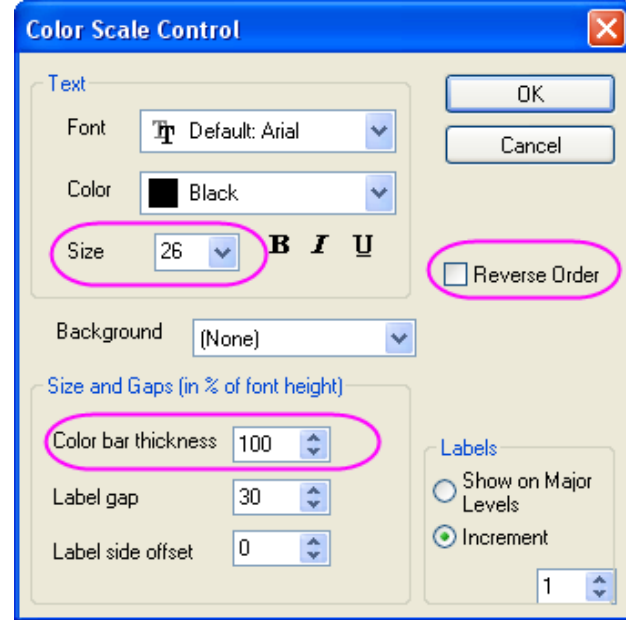 Color Scale Control
Text
OK
Font Default: Arial
Cancel
Color Black
Size 26 B I U
Reverse Order
Background (None)
Size and Gaps (in % of font height)
Color bar thickness 100
Labels
Label gap 30
Show on Major
Levels
Label side offset 0
Increment
1